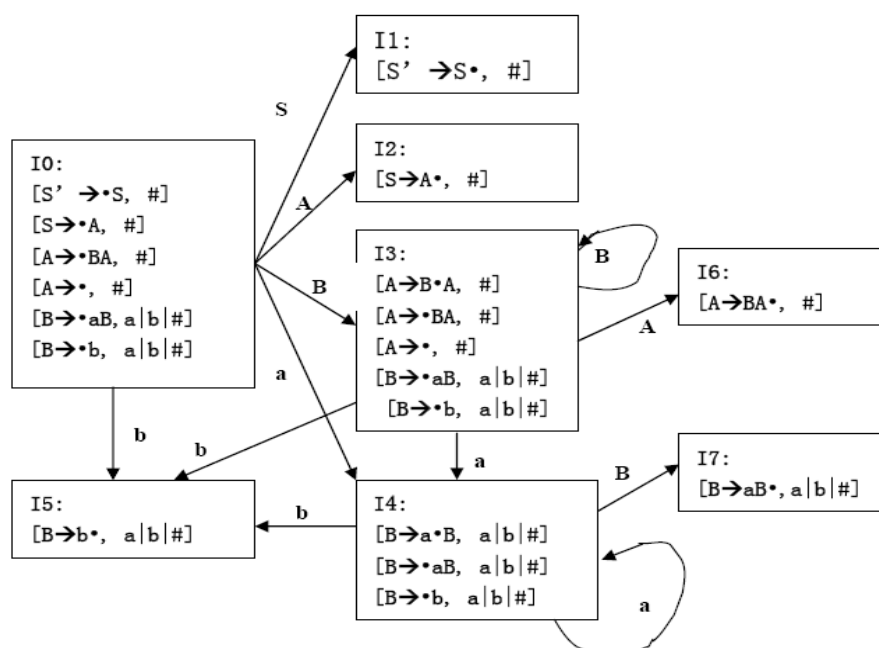 I1:
[S’ →S•, #]
S
I0:
[S’ →•S, #]
[S→•A, #]
[A→•BA, #]
[A→•, #]
[B→•aB,a|b|#]
[B→•b, a|b|#]
I2:
[S→A•, #]
A
I3:
[A→B•A, #]
[A→•BA, #]
[A→•, #]
[B→•aB, a|b|#]
[B→•b, a|b|#]
B
B
I6:
[A→BA•, #]
A
a
b
b
a
I5:
[B→b•, a|b|#]
b
I4:
[B→a•B, a|b|#]
[B→•aB, a|b|#]
[B→•b, a|b|#]
B
I7:
[B→aB•,a|b|#]
a